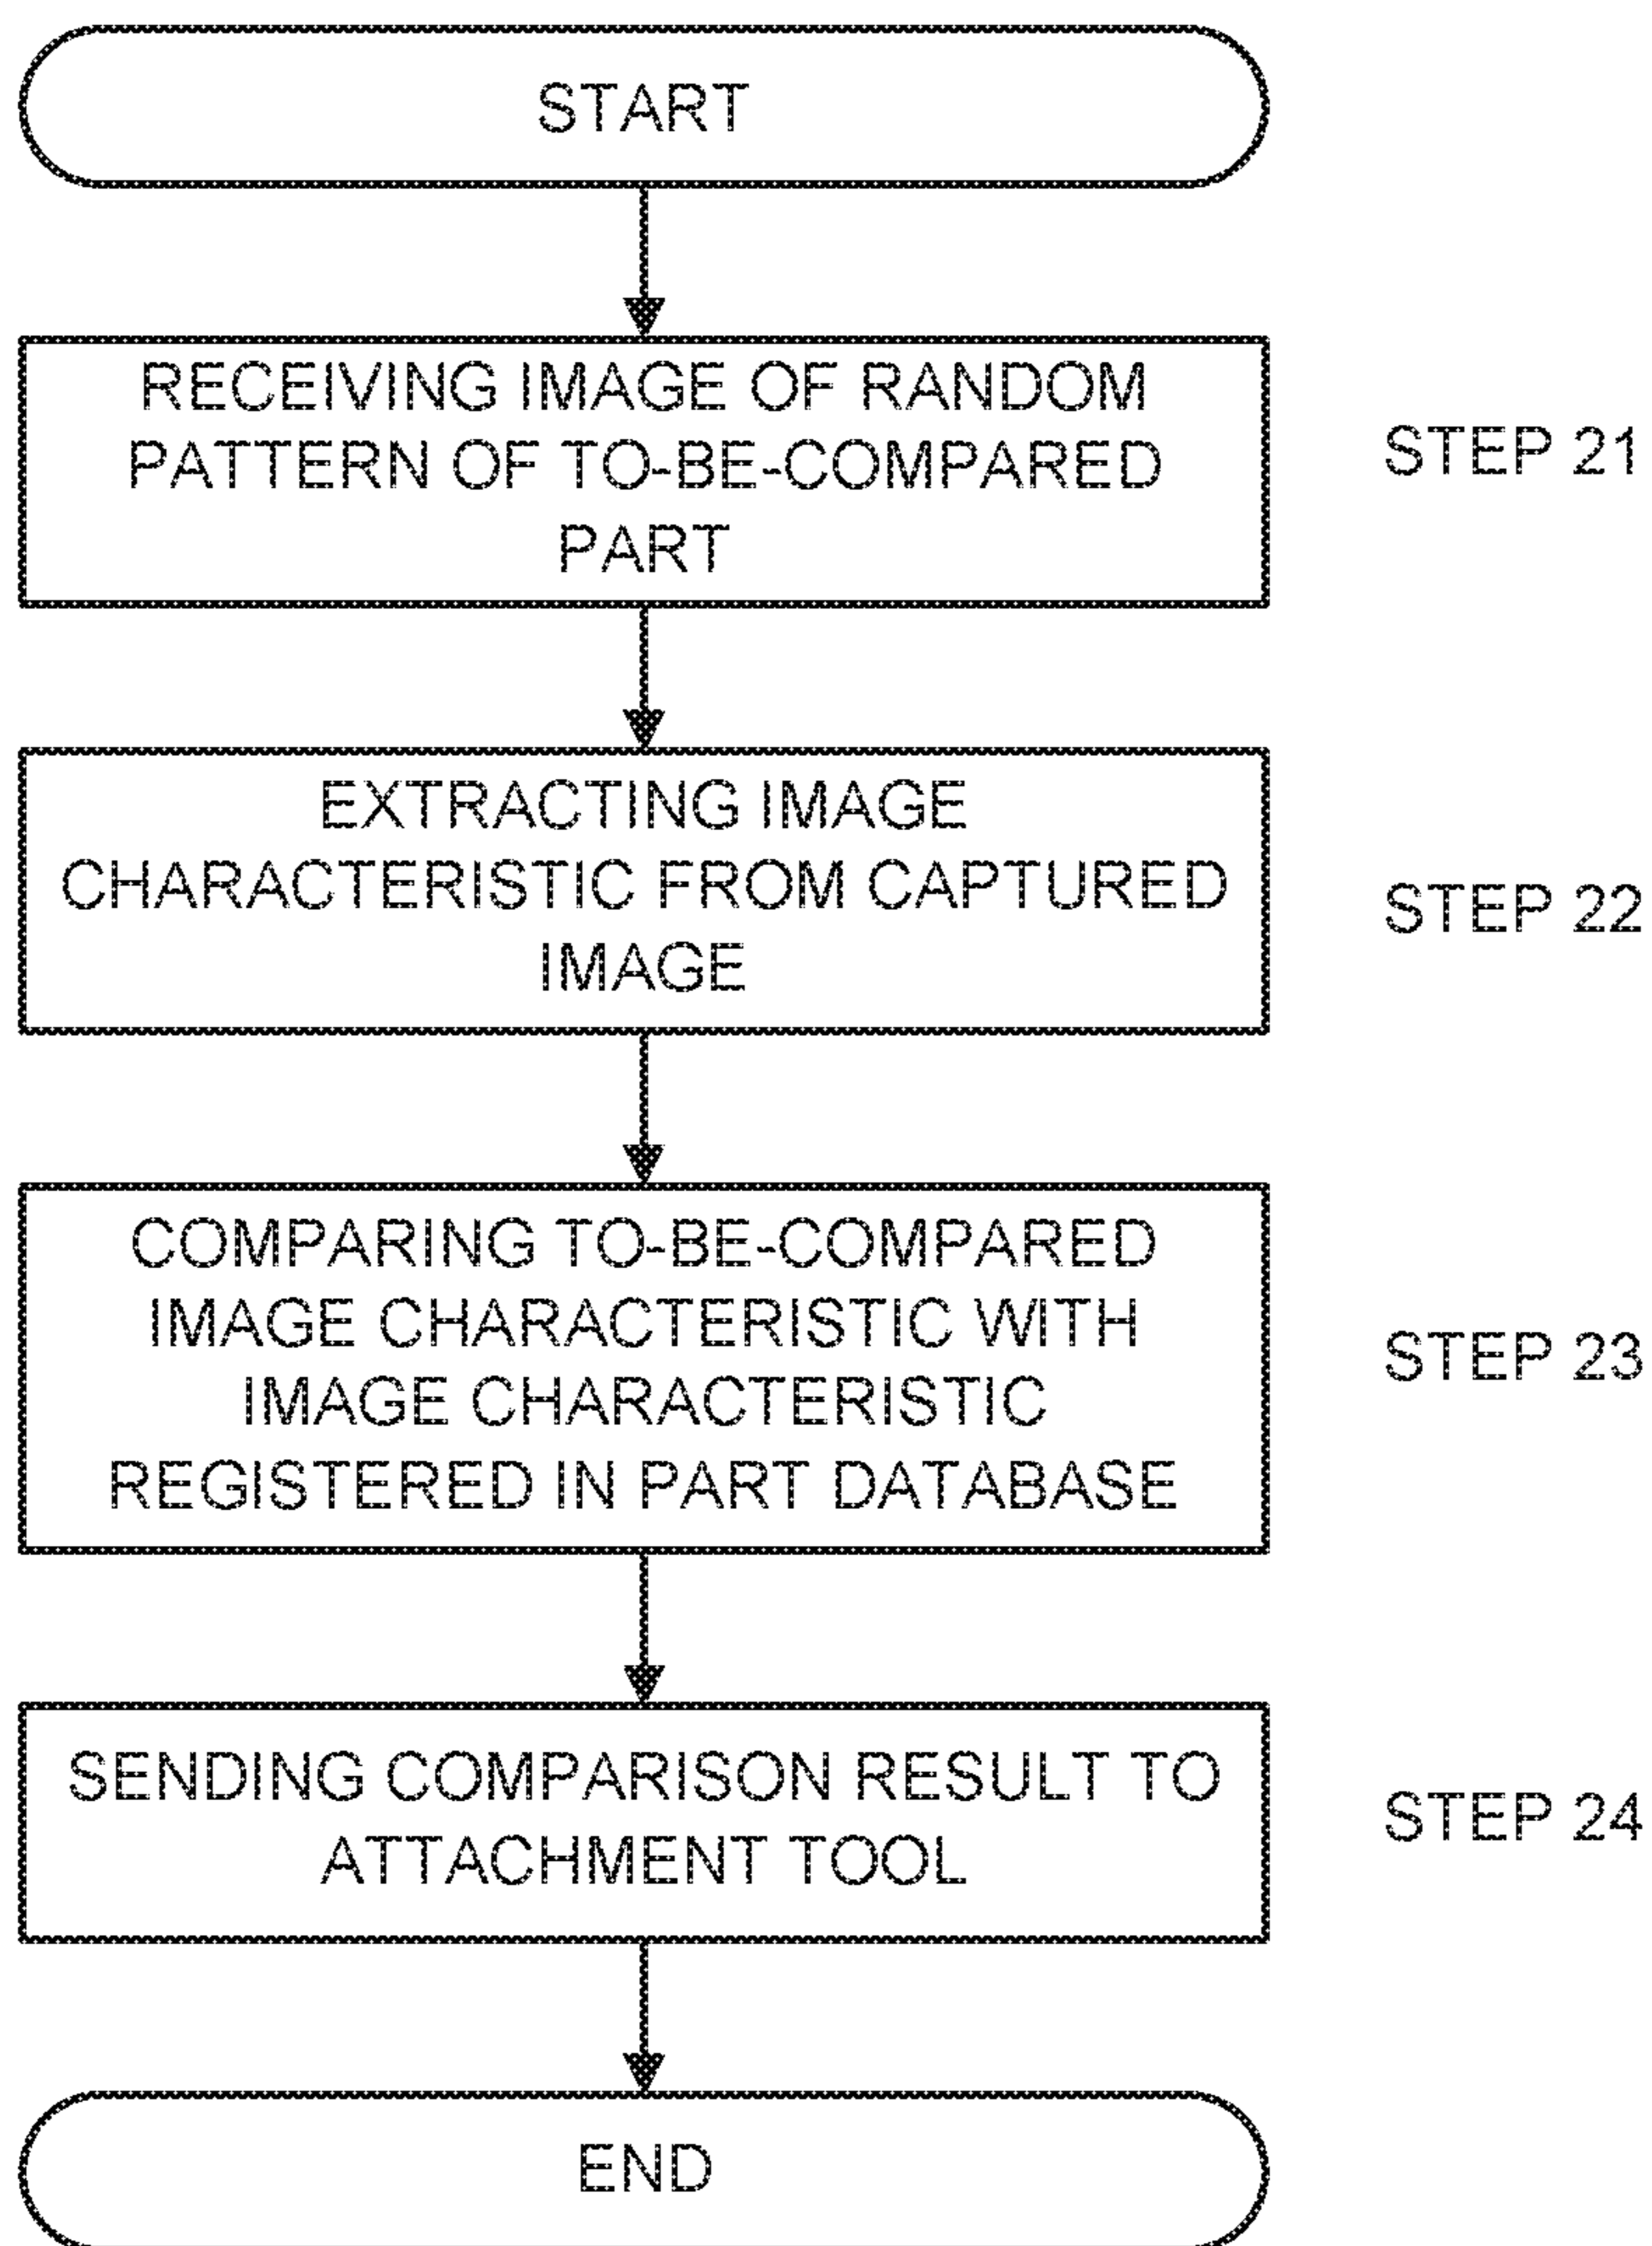 START
RECEIVING IMAGE OF RANDOM
PATTERN OF TO-BE-COMPARED
PART
STEP 21
EXTRACTING IMAGE
CHARACTERISTIC FROM CAPTURED
IMAGE
STEP 22
COMPARING TO-BE-COMPARED
IMAGE CHARACTERISTIC WITH
IMAGE CHARACTERISTIC
REGISTERED IN PART DATABASE
STEP 23
SENDING COMPARISON RESULT TO
ATTACHMENT TOOL
STEP 24
END